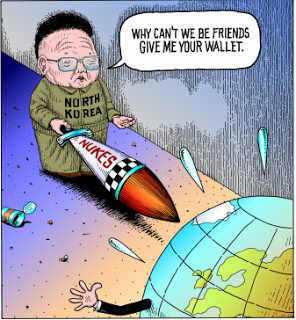 WHY CAN'T WE BE FRIENDS
GIVE ME YOUR WALLET.
NORTH
KOREA
NUKES